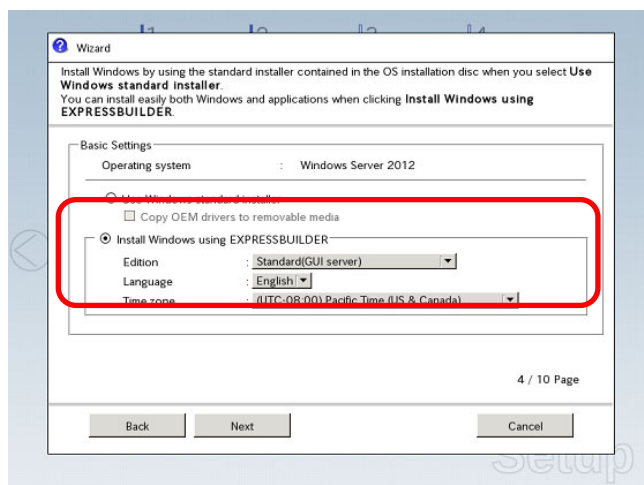 1 2 3 4
Wizard
Install Windows by using the standard installer contained in the OS installation disc when you select Use
Windows standard installer.
You can install easily both Windows and applications when clicking Install Windows using
EXPRESSBUILDER.
Basic Settings
Operating system : Windows Server 2012
Use Windows standard installer
Copy OEM drivers to removable media
Install Windows using EXPRESSBUILDER
Edition : Standard(GUI server)
Language : English
Time zone : (UTC-08:00) Pacific Time (US & Canada)
4 / 10 Page
Back Next Cancel
Setup